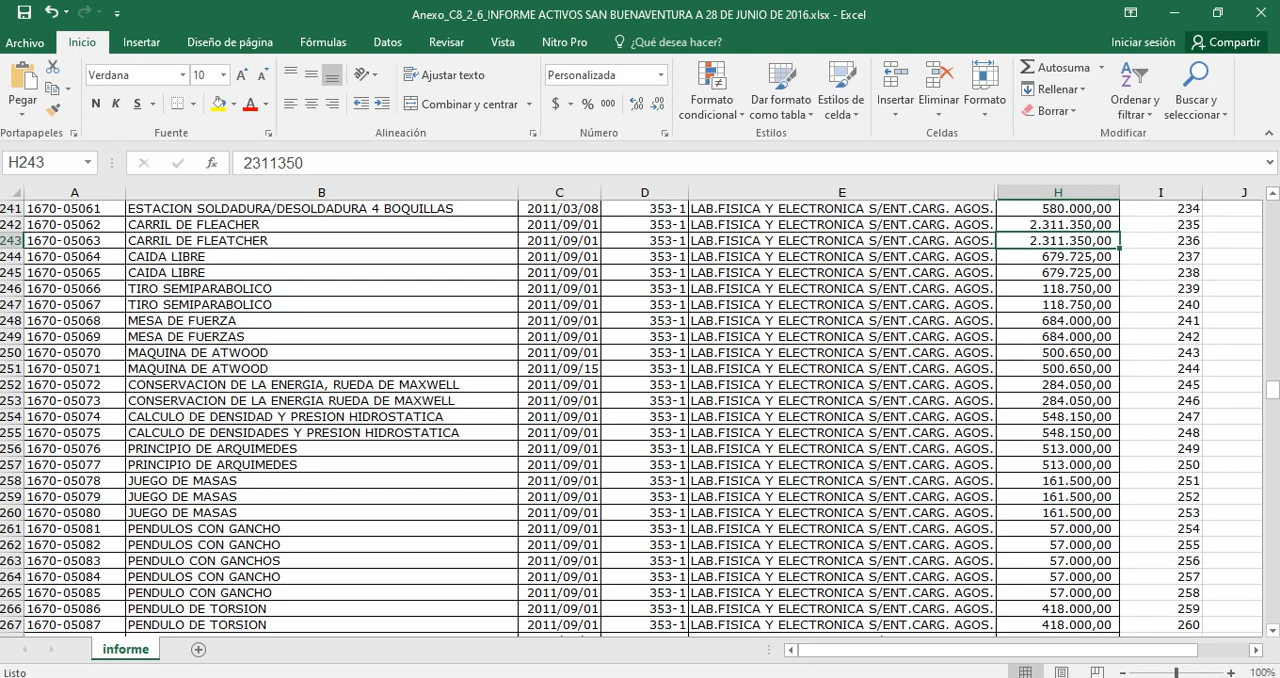 Anexo_C8_2_6_INFORME ACTIVOS SAN BUENAVENTURA A 28 DE JUNIO DE 2016.xlsx - Excel
Archivo Inicio Insertar Diseño de página Fórmulas Datos Revisar Vista Nitro Pro ¿Qué desea hacer? Iniciar sesión Compartir
Pegar Verdana 10 N K S Ajustar texto Combinar y centrar Personalizada $ % 000 Formato condicional Dar formato como tabla Estilos de celda Insertar Eliminar Formato Autosuma Rellenar Borrar Ordenar y filtrar Buscar y seleccionar
Portapapeles Fuente Alineación Número Estilos Celdas Modificar
H243 fx 2311350
A B C D E H I J
241 1670-05061 ESTACION SOLDADURA/DESOLDADURA 4 BOQUILLAS 2011/03/08 353-1 LAB.FISICA Y ELECTRONICA S/ENT.CARG. AGOS. 580.000,00 234
242 1670-05062 CARRIL DE FLEACHER 2011/09/01 353-1 LAB.FISICA Y ELECTRONICA S/ENT.CARG. AGOS. 2.311.350,00 235
243 1670-05063 CARRIL DE FLEATCHER 2011/09/01 353-1 LAB.FISICA Y ELECTRONICA S/ENT.CARG. AGOS. 2.311.350,00 236
244 1670-05064 CAIDA LIBRE 2011/09/01 353-1 LAB.FISICA Y ELECTRONICA S/ENT.CARG. AGOS. 679.725,00 237
245 1670-05065 CAIDA LIBRE 2011/09/01 353-1 LAB.FISICA Y ELECTRONICA S/ENT.CARG. AGOS. 679.725,00 238
246 1670-05066 TIRO SEMIPARABOLICO 2011/09/01 353-1 LAB.FISICA Y ELECTRONICA S/ENT.CARG. AGOS. 118.750,00 239
247 1670-05067 TIRO SEMIPARABOLICO 2011/09/01 353-1 LAB.FISICA Y ELECTRONICA S/ENT.CARG. AGOS. 118.750,00 240
248 1670-05068 MESA DE FUERZA 2011/09/01 353-1 LAB.FISICA Y ELECTRONICA S/ENT.CARG. AGOS. 684.000,00 241
249 1670-05069 MESA DE FUERZAS 2011/09/01 353-1 LAB.FISICA Y ELECTRONICA S/ENT.CARG. AGOS. 684.000,00 242
250 1670-05070 MAQUINA DE ATWOOD 2011/09/01 353-1 LAB.FISICA Y ELECTRONICA S/ENT.CARG. AGOS. 500.650,00 243
251 1670-05071 MAQUINA DE ATWOOD 2011/09/15 353-1 LAB.FISICA Y ELECTRONICA S/ENT.CARG. AGOS. 500.650,00 244
252 1670-05072 CONSERVACION DE LA ENERGIA, RUEDA DE MAXWELL 2011/09/01 353-1 LAB.FISICA Y ELECTRONICA S/ENT.CARG. AGOS. 284.050,00 245
253 1670-05073 CONSERVACION DE LA ENERGIA RUEDA DE MAXWELL 2011/09/01 353-1 LAB.FISICA Y ELECTRONICA S/ENT.CARG. AGOS. 284.050,00 246
254 1670-05074 CALCULO DE DENSIDAD Y PRESION HIDROSTATICA 2011/09/01 353-1 LAB.FISICA Y ELECTRONICA S/ENT.CARG. AGOS. 548.150,00 247
255 1670-05075 CALCULO DE DENSIDADES Y PRESION HIDROSTATICA 2011/09/01 353-1 LAB.FISICA Y ELECTRONICA S/ENT.CARG. AGOS. 548.150,00 248
256 1670-05076 PRINCIPIO DE ARQUIMEDES 2011/09/01 353-1 LAB.FISICA Y ELECTRONICA S/ENT.CARG. AGOS. 513.000,00 249
257 1670-05077 PRINCIPIO DE ARQUIMEDES 2011/09/01 353-1 LAB.FISICA Y ELECTRONICA S/ENT.CARG. AGOS. 513.000,00 250
258 1670-05078 JUEGO DE MASAS 2011/09/01 353-1 LAB.FISICA Y ELECTRONICA S/ENT.CARG. AGOS. 161.500,00 251
259 1670-05079 JUEGO DE MASAS 2011/09/01 353-1 LAB.FISICA Y ELECTRONICA S/ENT.CARG. AGOS. 161.500,00 252
260 1670-05080 JUEGO DE MASAS 2011/09/01 353-1 LAB.FISICA Y ELECTRONICA S/ENT.CARG. AGOS. 161.500,00 253
261 1670-05081 PENDULOS CON GANCHO 2011/09/01 353-1 LAB.FISICA Y ELECTRONICA S/ENT.CARG. AGOS. 57.000,00 254
262 1670-05082 PENDULOS CON GANCHO 2011/09/01 353-1 LAB.FISICA Y ELECTRONICA S/ENT.CARG. AGOS. 57.000,00 255
263 1670-05083 PENDULO CON GANCHOS 2011/09/01 353-1 LAB.FISICA Y ELECTRONICA S/ENT.CARG. AGOS. 57.000,00 256
264 1670-05084 PENDULOS CON GANCHO 2011/09/01 353-1 LAB.FISICA Y ELECTRONICA S/ENT.CARG. AGOS. 57.000,00 257
265 1670-05085 PENDULO CON GANCHO 2011/09/01 353-1 LAB.FISICA Y ELECTRONICA S/ENT.CARG. AGOS. 57.000,00 258
266 1670-05086 PENDULO DE TORSION 2011/09/01 353-1 LAB.FISICA Y ELECTRONICA S/ENT.CARG. AGOS. 418.000,00 259
267 1670-05087 PENDULO DE TORSION 2011/09/01 353-1 LAB.FISICA Y ELECTRONICA S/ENT.CARG. AGOS. 418.000,00 260
informe
Listo 100%